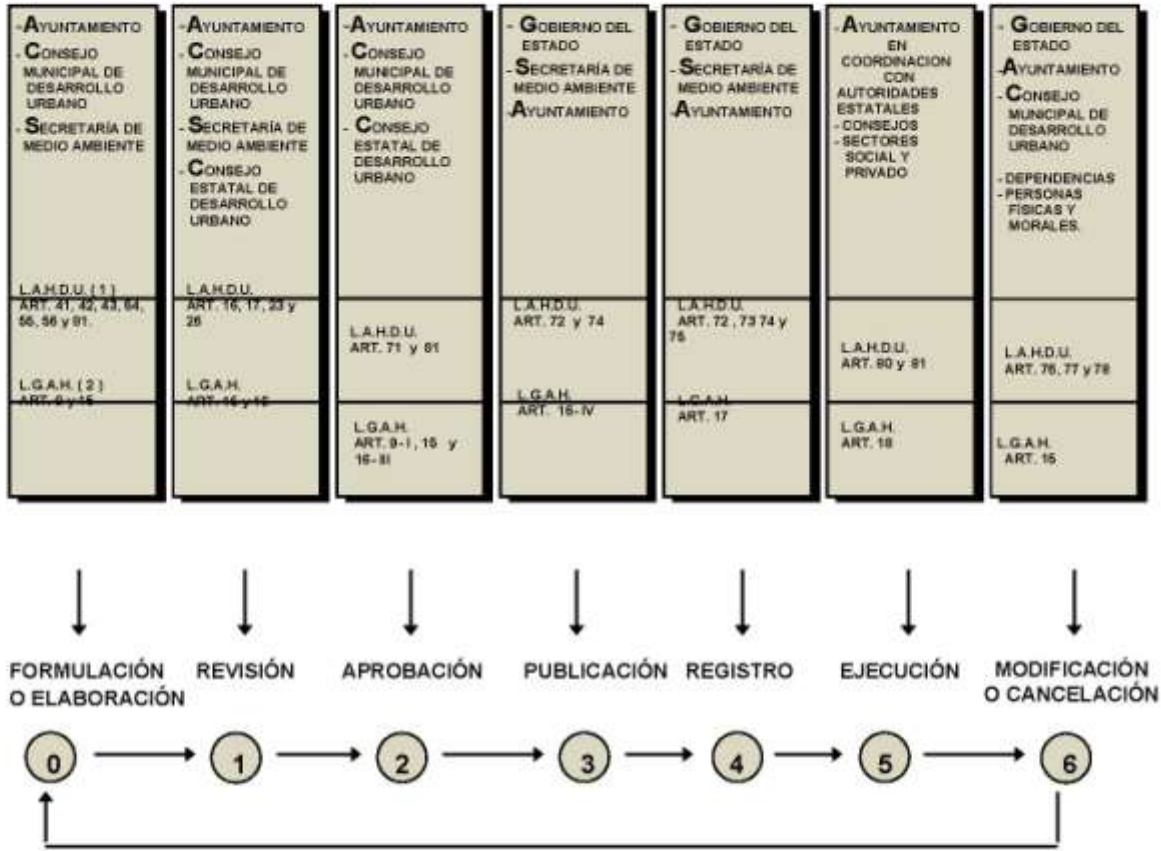 -AYUNTAMIENTO
-CONSEJO
MUNICIPAL DE
DESARROLLO
URBANO
-SECRETARÍA DE
MEDIO AMBIENTE
L.A.H.D.U. (1)
ART. 41, 42, 43, 64,
y 81.
L.G.A.H. (2)
ART.
-AYUNTAMIENTO
-CONSEJO
MUNICIPAL DE
DESARROLLO
URBANO
-SECRETARÍA DE
MEDIO AMBIENTE
-CONSEJO
ESTATAL DE
DESARROLLO
URBANO
L.A.H.D.U.
ART. 16, 17, 23 y
26
L.G.A.H.
ART.
-AYUNTAMIENTO
-CONSEJO
MUNICIPAL DE
DESARROLLO
URBANO
-CONSEJO
ESTATAL DE
DESARROLLO
URBANO
L.A.H.D.U.
ART. 71 y 81
L.G.A.H.
ART. 9-I, 15 y
16-III
- GOBIERNO DEL
ESTADO
-SECRETARÍA DE
MEDIO AMBIENTE
-AYUNTAMIENTO
L.A.H.D.U.
ART. 72 y 74
L.G.A.H.
ART. 16-IV
- GOBIERNO DEL
ESTADO
-SECRETARÍA DE
MEDIO AMBIENTE
-AYUNTAMIENTO
L.A.H.D.U.
ART. 72, 73 74 y
75
L.G.A.H.
ART. 17
-AYUNTAMIENTO
EN
COORDINACION
CON
AUTORIDADES
ESTATALES
-CONSEJOS
-SECTORES
SOCIAL Y
PRIVADO
L.A.H.D.U.
ART. 80 y 81
L.G.A.H.
ART. 18
-GOBIERNO DEL
ESTADO
-AYUNTAMIENTO
-CONSEJO
MUNICIPAL DE
DESARROLLO
URBANO
-DEPENDENCIAS
-PERSONAS
FÍSICAS Y
MORALES.
L.A.H.D.U.
ART. 76, 77 y 78
L.G.A.H.
ART. 15
FORMULACIÓN
O ELABORACIÓN
REVISIÓN
APROBACIÓN
PUBLICACIÓN
REGISTRO
EJECUCIÓN
MODIFICACIÓN
O CANCELACIÓN
0
1
2
3
4
5
6